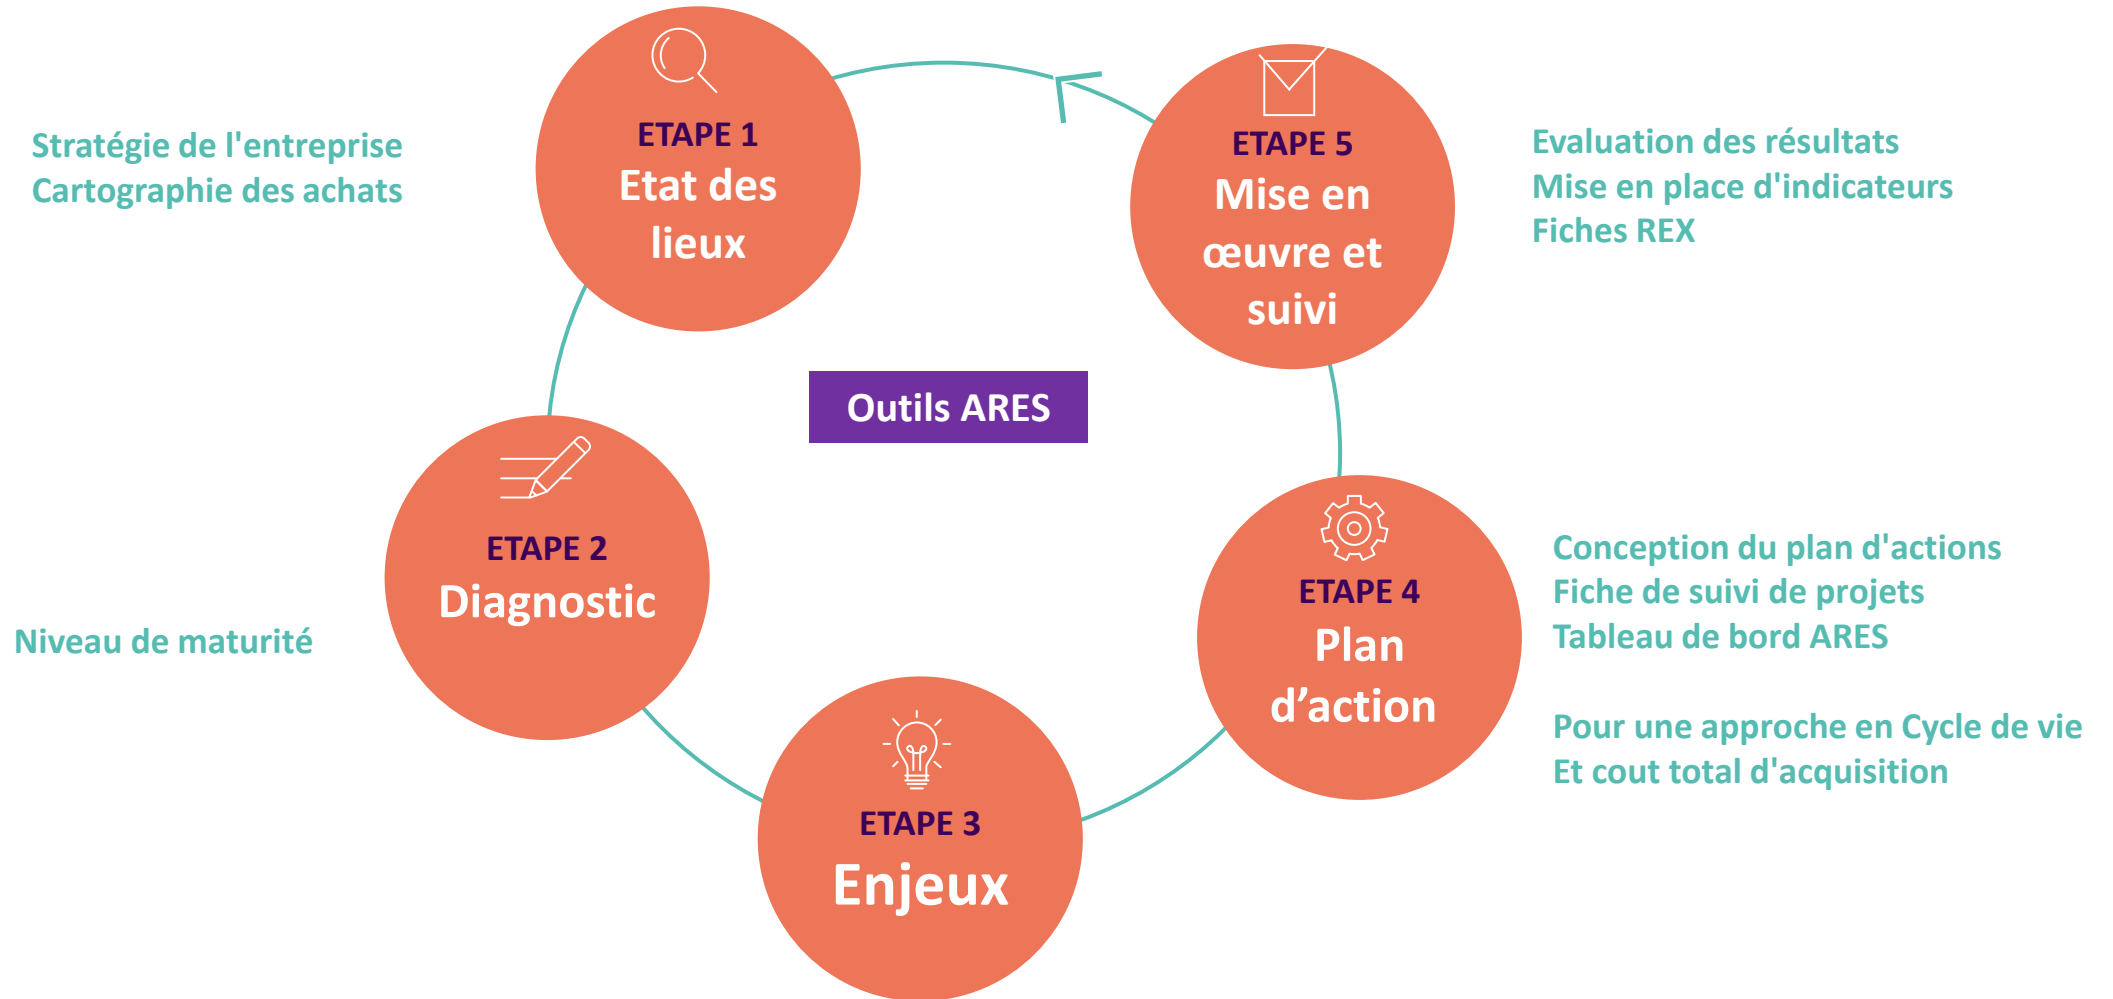 Stratégie de l'entreprise
Cartographie des achats
ETAPE 1
Etat des
lieux
ETAPE 5
Mise en
œuvre et
suivi
Evaluation des résultats
Mise en place d'indicateurs
Fiches REX
Outils ARES
ETAPE 2
Diagnostic
Niveau de maturité
ETAPE 4
Plan
d’action
Conception du plan d'actions
Fiche de suivi de projets
Tableau de bord ARES
Pour une approche en Cycle de vie
Et cout total d'acquisition
ETAPE 3
Enjeux